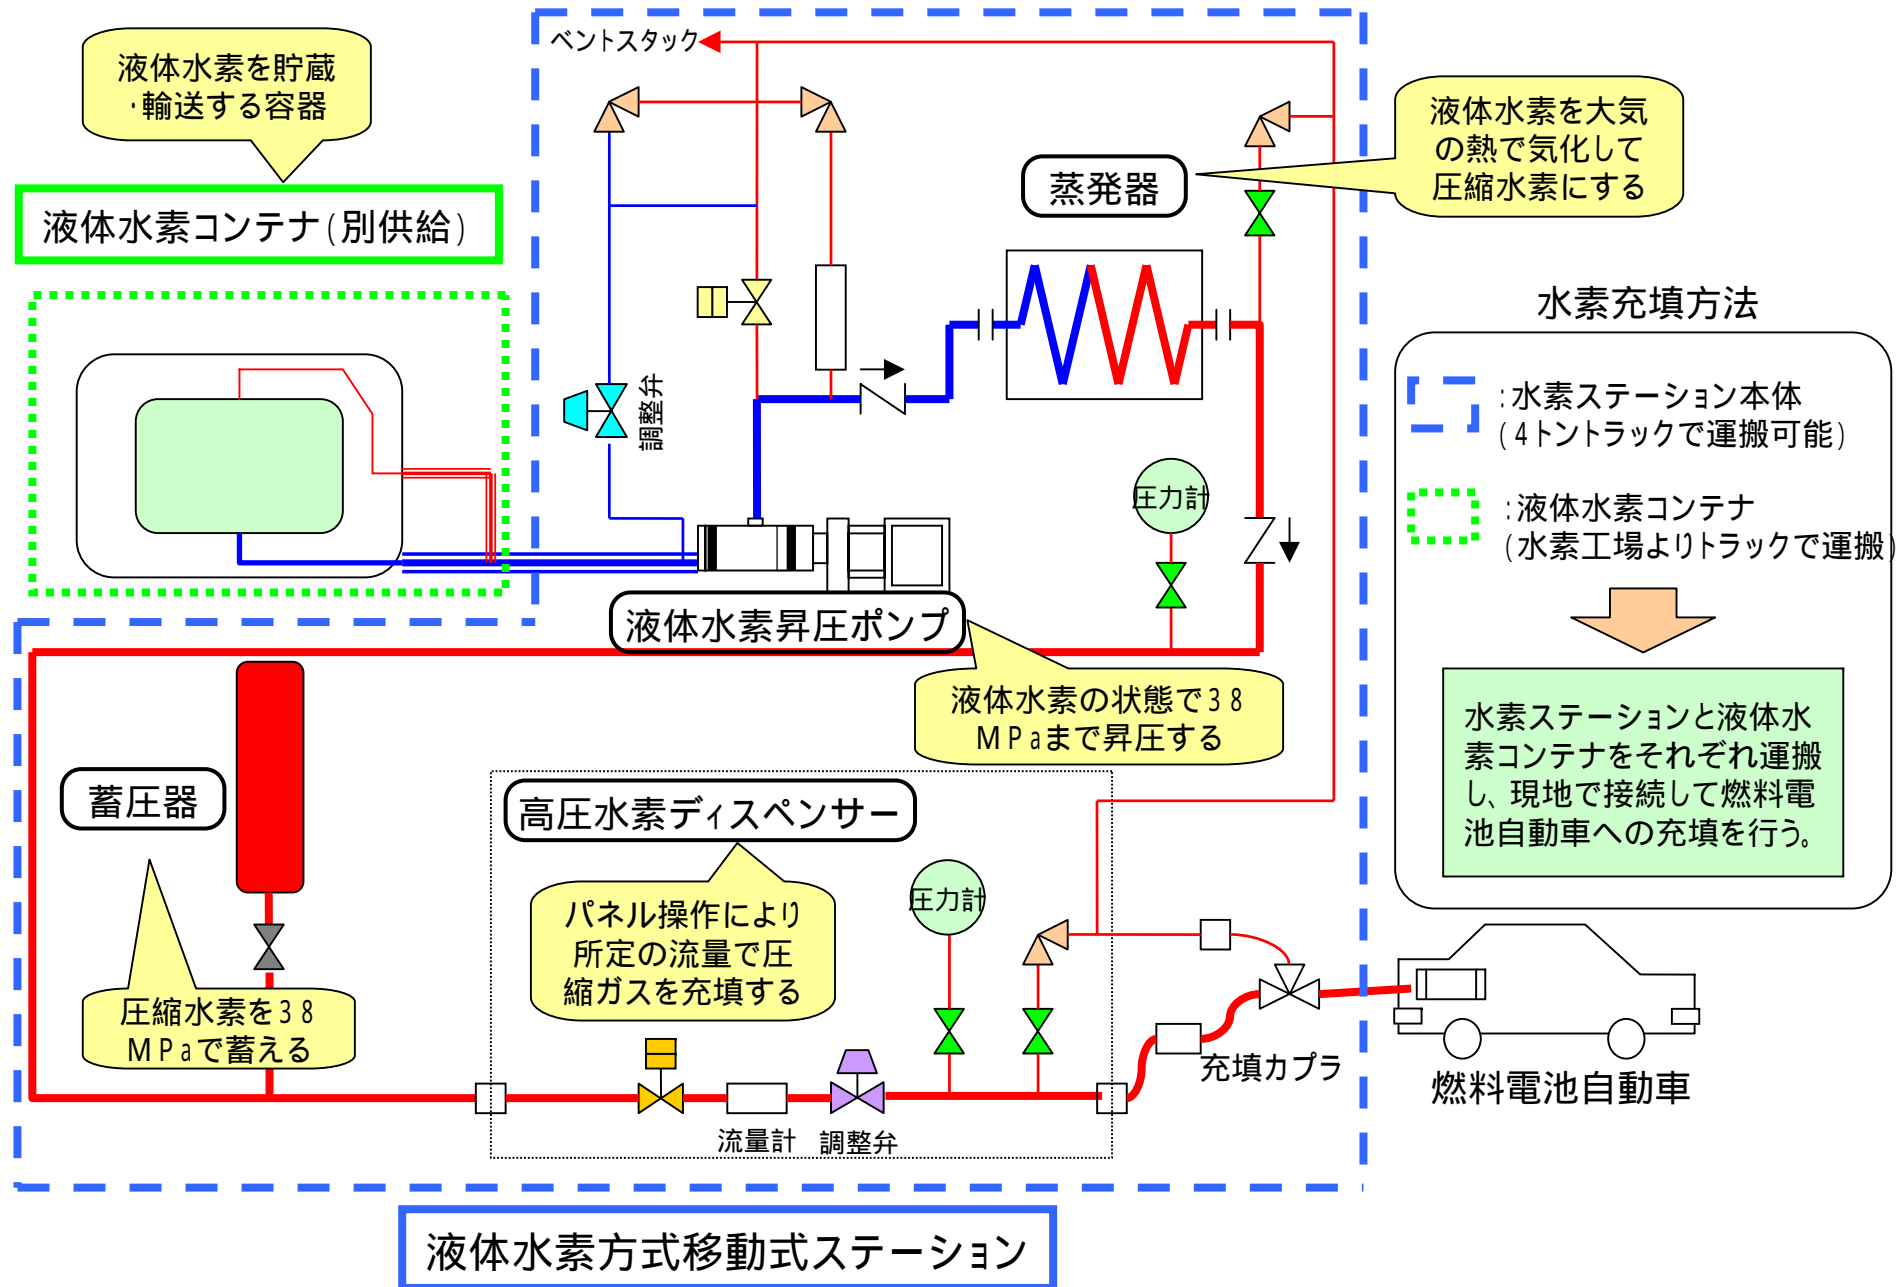 ベントスタック
液体水素を貯蔵
・輸送する容器
液体水素コンテナ(別供給)
液体水素を大気
の熱で気化して
圧縮水素にする
蒸発器
調整弁
圧力計
水素充填方法
:水素ステーション本体
(4トントラックで運搬可能)
:液体水素コンテナ
(水素工場よりトラックで運搬)
水素ステーションと液体水
素コンテナをそれぞれ運搬
し、現地で接続して燃料電
池自動車への充填を行う。
液体水素昇圧ポンプ
液体水素の状態で38
MPaまで昇圧する
蓄圧器
圧縮水素を38
MPaで蓄える
高圧水素ディスペンサー
パネル操作により
所定の流量で圧
縮ガスを充填する
圧力計
流量計
調整弁
充填カプラ
燃料電池自動車
液体水素方式移動式ステーション